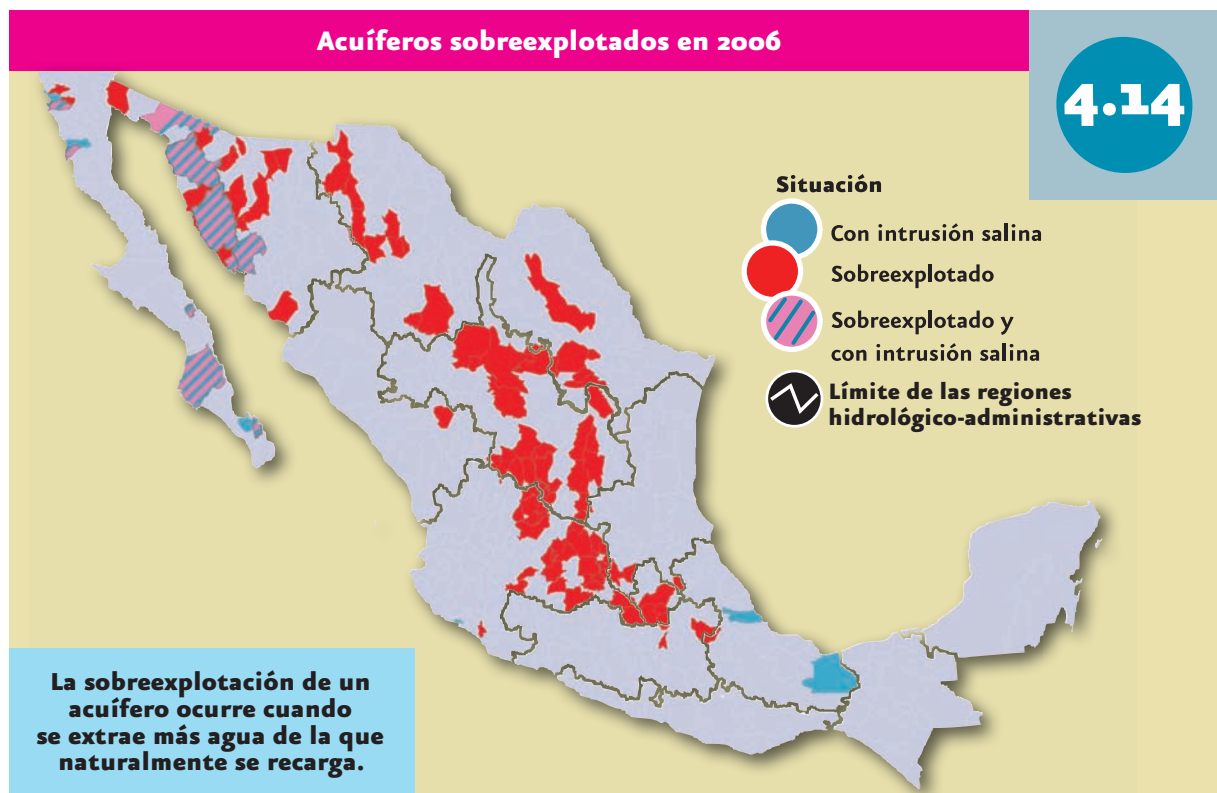 Acuíferos sobreexplotados en 2006
4.14
Situación
Con intrusión salina
Sobreexplotado
Sobreexplotado y
con intrusión salina
Límite de las regiones
hidrológico-administrativas
La sobreexplotación de un
acuífero ocurre cuando
se extrae más agua de la que
naturalmente se recarga.